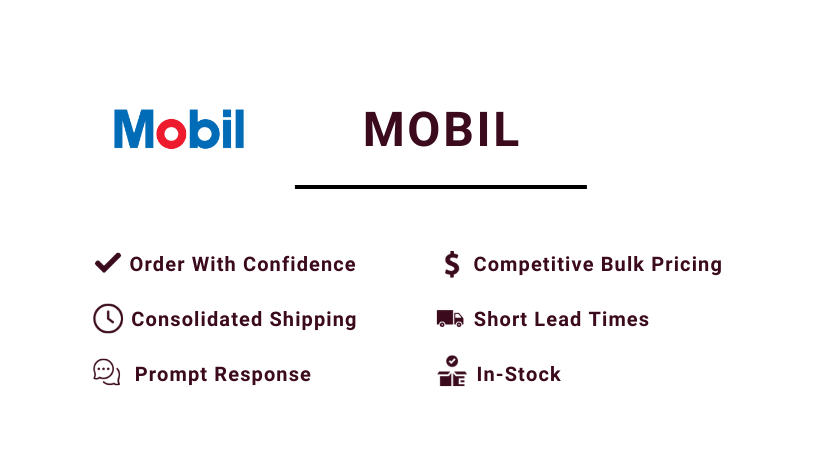 Mobil
MOBIL
Order With Confidence
Competitive Bulk Pricing
Consolidated Shipping
Short Lead Times
Prompt Response
In-Stock